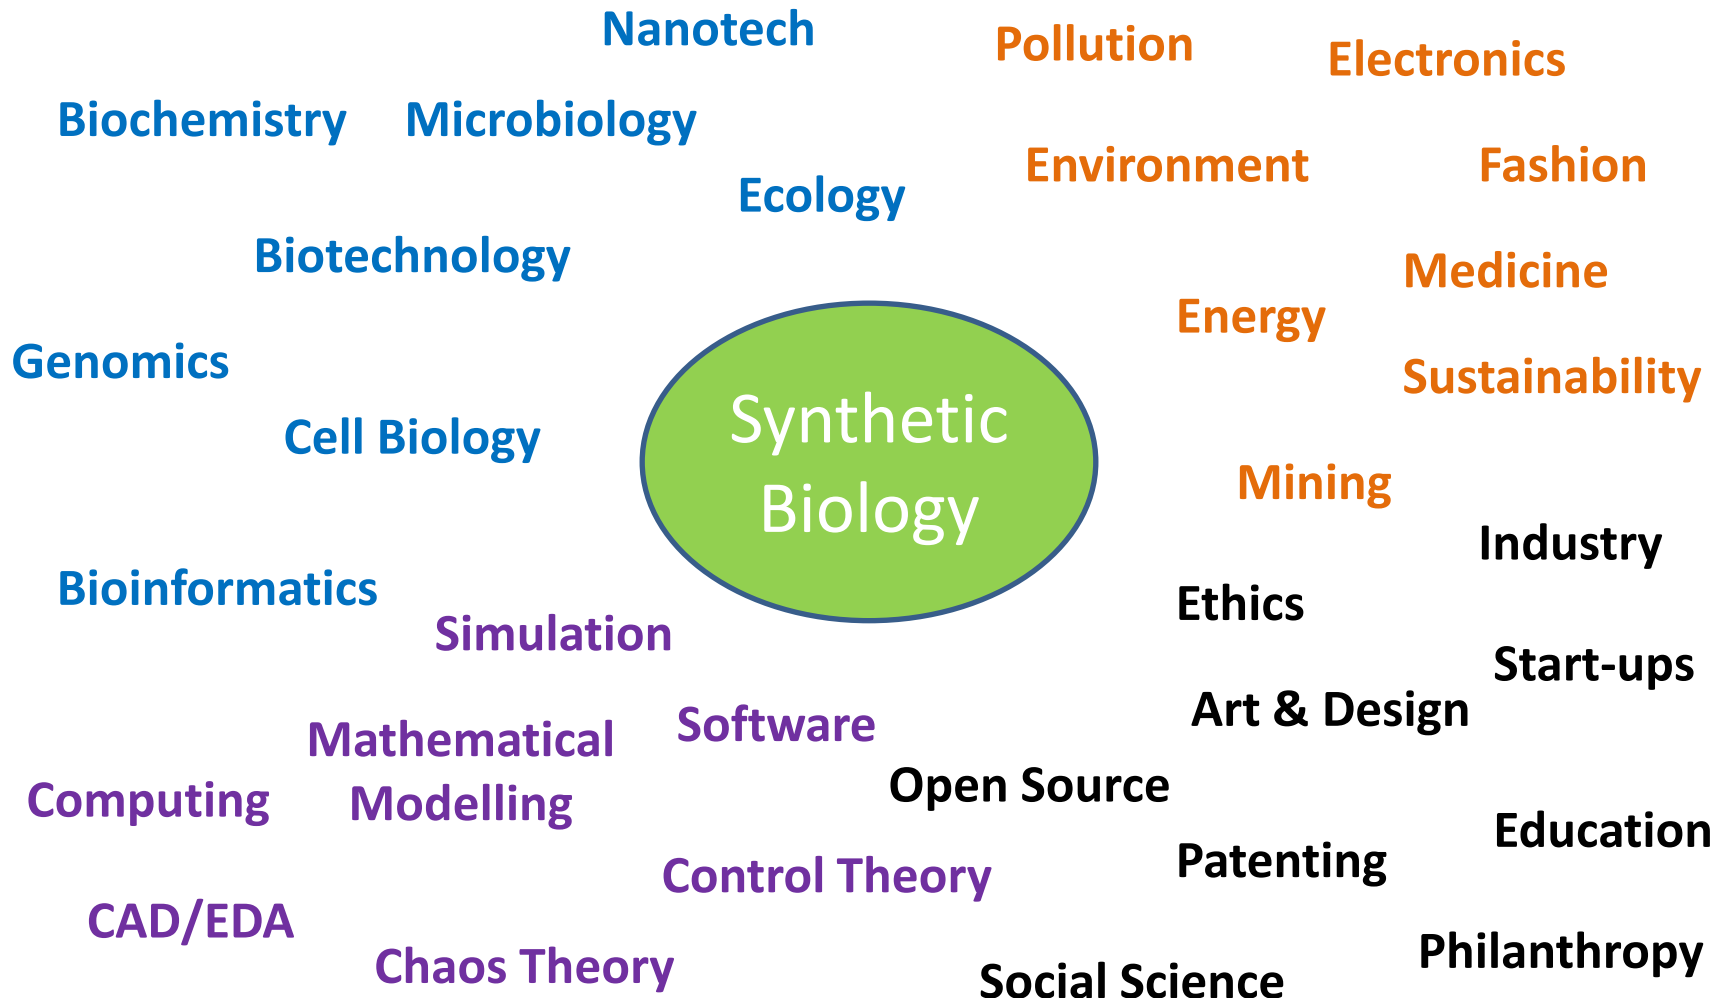 Nanotech
Pollution
Electronics
Biochemistry
Microbiology
Environment
Fashion
Ecology
Biotechnology
Medicine
Energy
Genomics
Sustainability
Synthetic
Biology
Cell Biology
Mining
Industry
Bioinformatics
Ethics
Simulation
Start-ups
Art & Design
Software
Mathematical
Modelling
Open Source
Computing
Education
Patenting
Control Theory
CAD/EDA
Philanthropy
Chaos Theory
Social Science